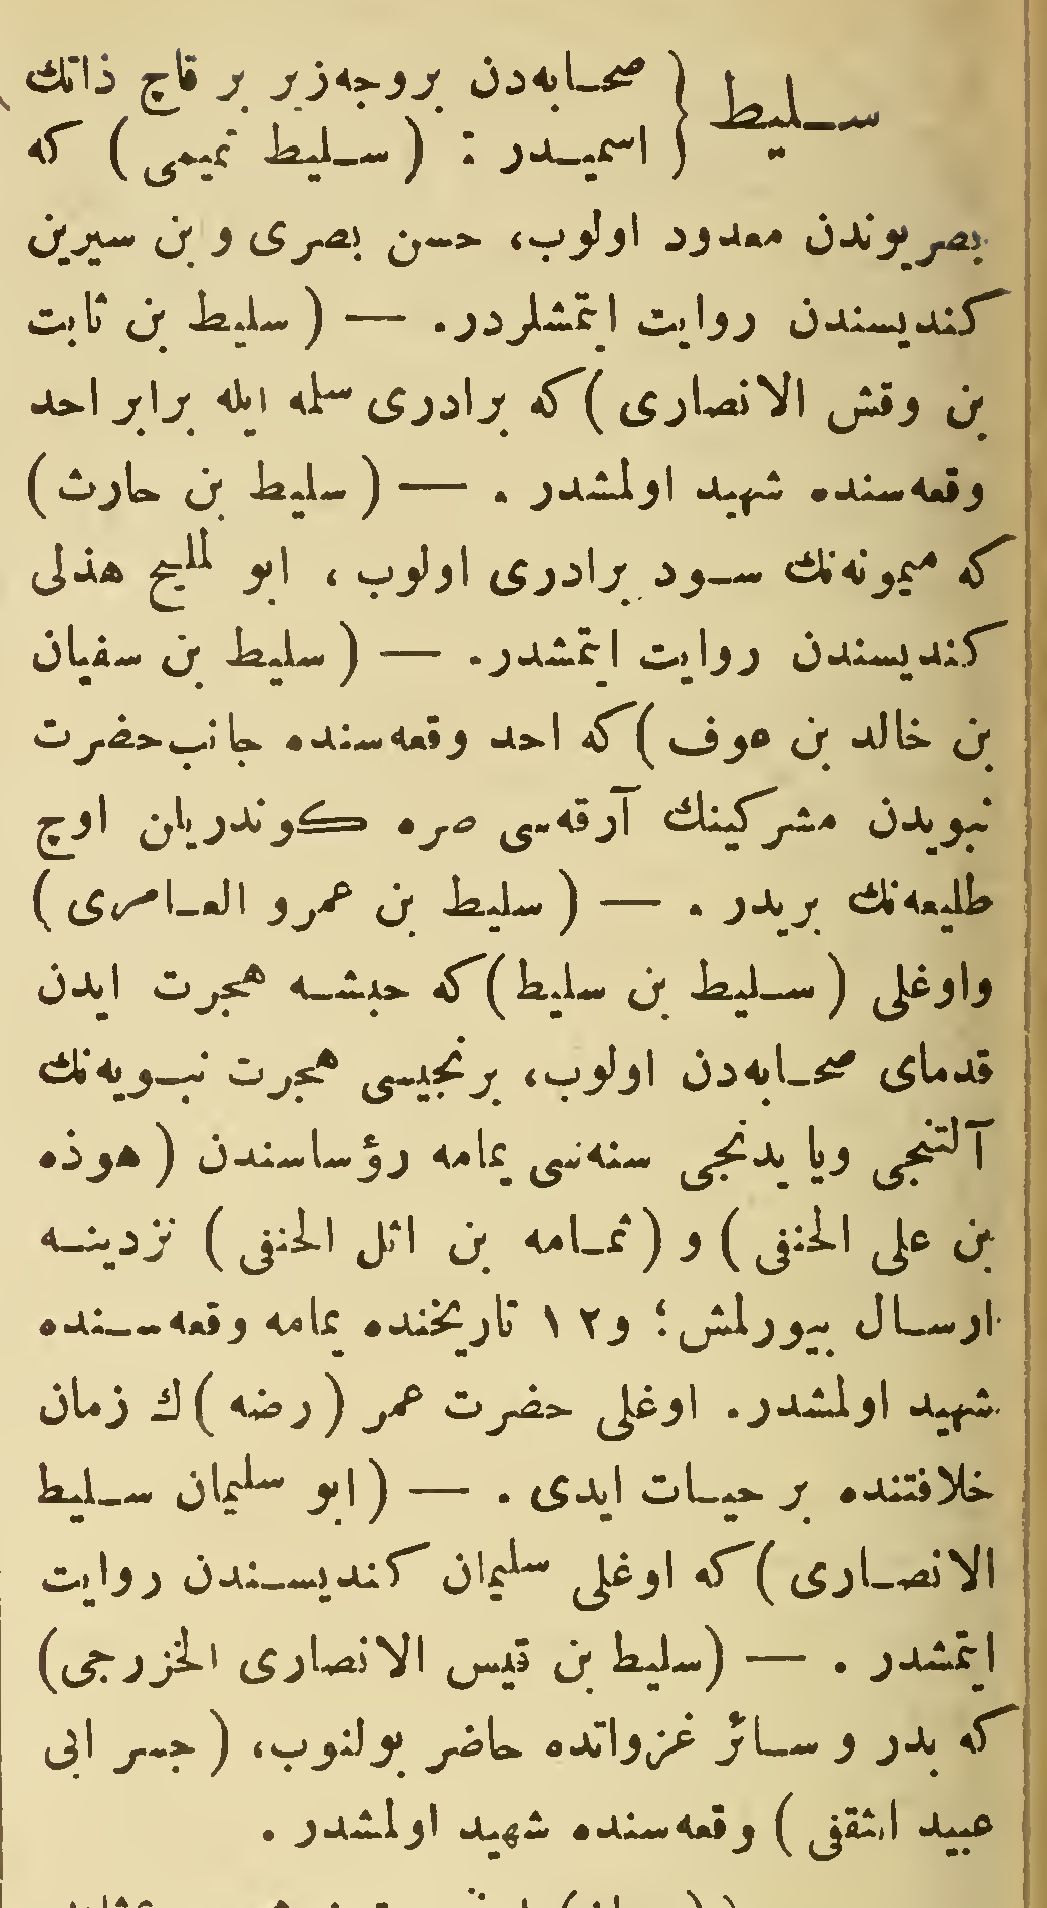 سليط { صحابه‌دن بروجه‌زير بر قاچ ذاتك
اسميدر : ( سليط تميمى ) كه
بصريوندن معدود اولوب، حسن بصرى و بن سيرين
كنديسندن روايت ايتمشلردر. — ( سليط بن ثابت
بن وقش الانصارى ) كه برادرى سلمه ايله برابر احد
وقعه‌سنده شهيد اولمشدر . — ( سليط بن حارث )
كه ميمونه‌نك سود برادرى اولوب ، ابو لمليح هذلى
كنديسندن روايت ايتمشدر. — ( سليط بن سفيان
بن خالد بن عوف ) كه احد وقعه‌سنده جانب حضرت
نبويدن مشركينك آرقه‌سى صره كوندريلن اوچ
طليعه‌نك بريدر . — ( سليط بن عمرو العامرى )
واوغلى ( سليط بن سليط ) كه حبشه هجرت ايدن
قدماى صحابه‌دن اولوب، برنجيسى هجرت نبويه‌نك
آلتنجى ويا يدنجى سنه‌سى يمامه رؤساسندن ( هوذه
بن على الحنفى ) و ( ثمامه بن اثل الحنفى ) نزدينه
ارسال بيورلمش؛ و١٢ تاريخنده يمامه وقعه‌سنده
شهيد اولمشدر. اوغلى حضرت عمر ( رضه ) ك زمان
خلافتنده بر حيات ايدى . — ( ابو سليمان سليط
الانصارى ) كه اوغلى سليمان كنديسندن روايت
ايتمشدر . — ( سليط بن قيس الانصارى الخزرجى )
كه بدر و سائر غزواتده حاضر بولنوب، ( جسر ابى
عبيد الثقفى ) وقعه‌سنده شهيد اولمشدر .